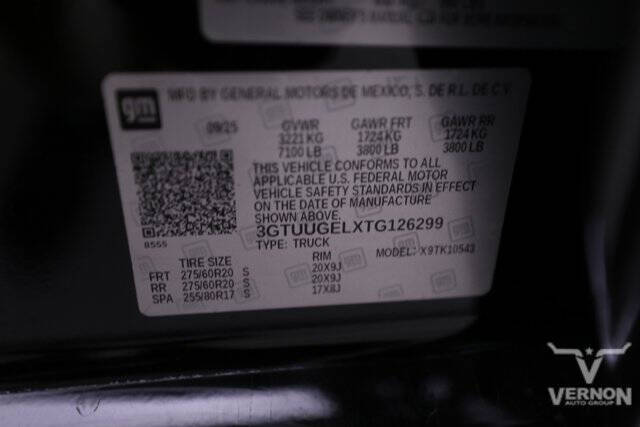 gm
MFD BY GENERAL MOTORS DE MEXICO, S. DE R.L. DE C.V.
09/25 GVWR GAWR FRT GAWR RR
3221 KG 1724 KG 1724 KG
7100 LB 3800 LB 3800 LB
THIS VEHICLE CONFORMS TO ALL
APPLICABLE U.S. FEDERAL MOTOR
VEHICLE SAFETY STANDARDS IN EFFECT
ON THE DATE OF MANUFACTURE
SHOWN ABOVE.
8555
3GTUUGELXTG126299
TYPE: TRUCK MODEL: X9TK10543
TIRE SIZE RIM
FRT 275/60R20 S 20X9J
RR 275/60R20 S 20X9J
SPA 255/80R17 S 17X8J
VERNON
AUTO GROUP